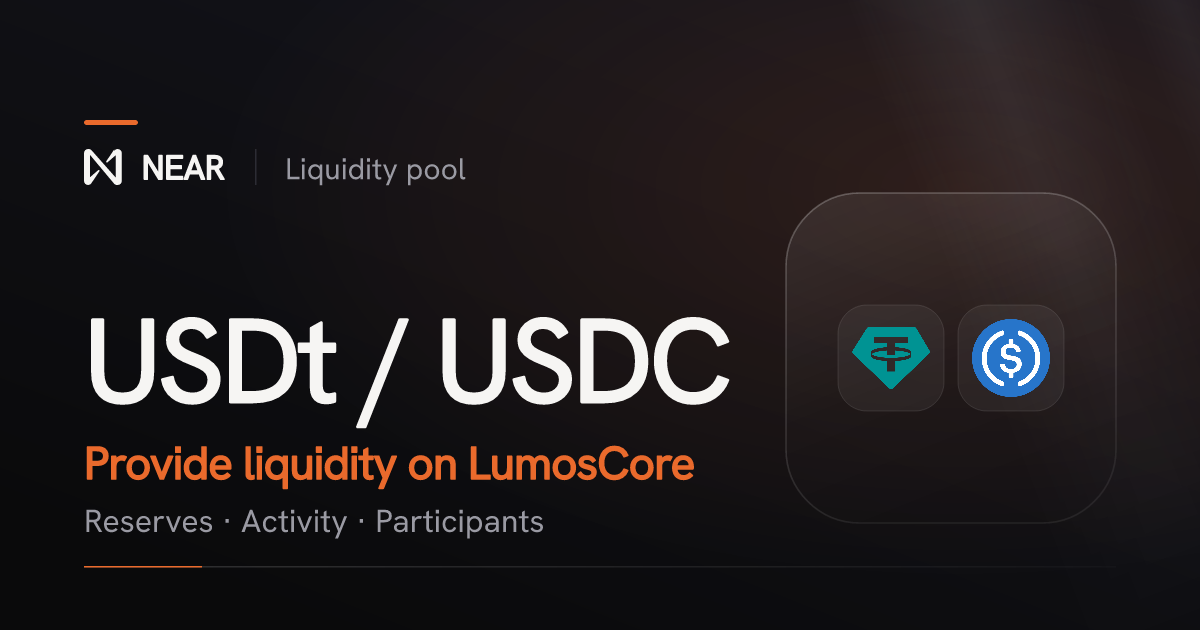 NEAR
Liquidity pool
USDt / USDC
Provide liquidity on LumosCore
Reserves · Activity · Participants